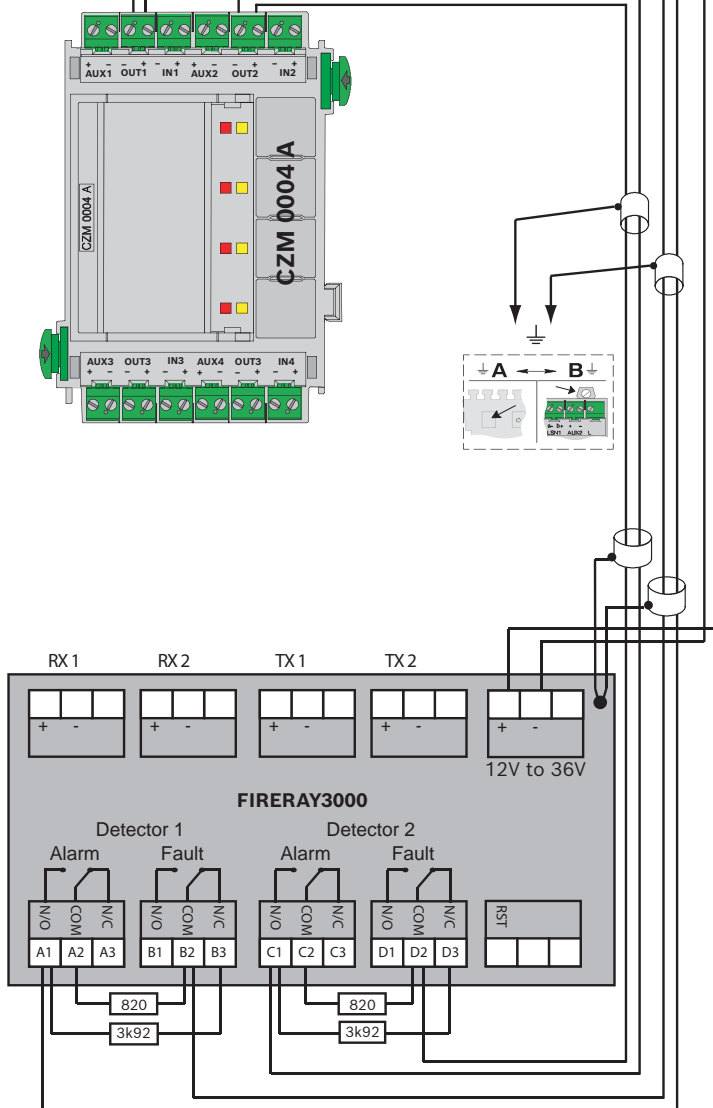 + - - + - + + - - + - +
AUX1 OUT1 IN1 AUX2 OUT2 IN2
CZM 0004 A
CZM 0004 A
AUX3 OUT3 IN3 AUX4 OUT3 IN4
+ - - + - + + - - + - +
A B
a- b+ + -
LSN1 AUX2 L
RX 1 RX 2 TX 1 TX 2
+ - + - + - + - + -
12V to 36V
FIRERAY3000
Detector 1 Detector 2
Alarm Fault Alarm Fault
N/O COM N/C N/O COM N/C N/O COM N/C N/O COM N/C RST
A1 A2 A3 B1 B2 B3 C1 C2 C3 D1 D2 D3
820 820
3k92 3k92